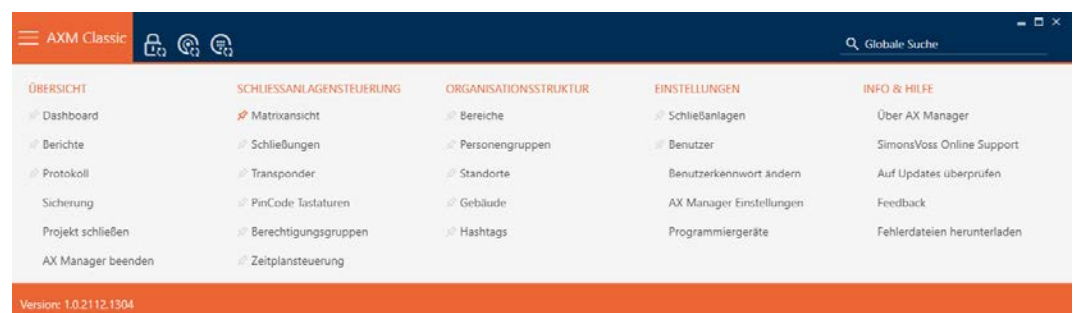 AXM Classic
Globale Suche
ÜBERSICHT
Dashboard
Berichte
Protokoll
Sicherung
Projekt schließen
AX Manager beenden
SCHLIESSANLAGENSTEUERUNG
Matrixansicht
Schließungen
Transponder
PinCode Tastaturen
Berechtigungsgruppen
Zeitplansteuerung
ORGANISATIONSSTRUKTUR
Bereiche
Personengruppen
Standorte
Gebäude
Hashtags
EINSTELLUNGEN
Schließanlagen
Benutzer
Benutzerkennwort ändern
AX Manager Einstellungen
Programmiergeräte
INFO & HILFE
Über AX Manager
SimonsVoss Online Support
Auf Updates überprüfen
Feedback
Fehlerdateien herunterladen
Version: 1.0.2112.1304